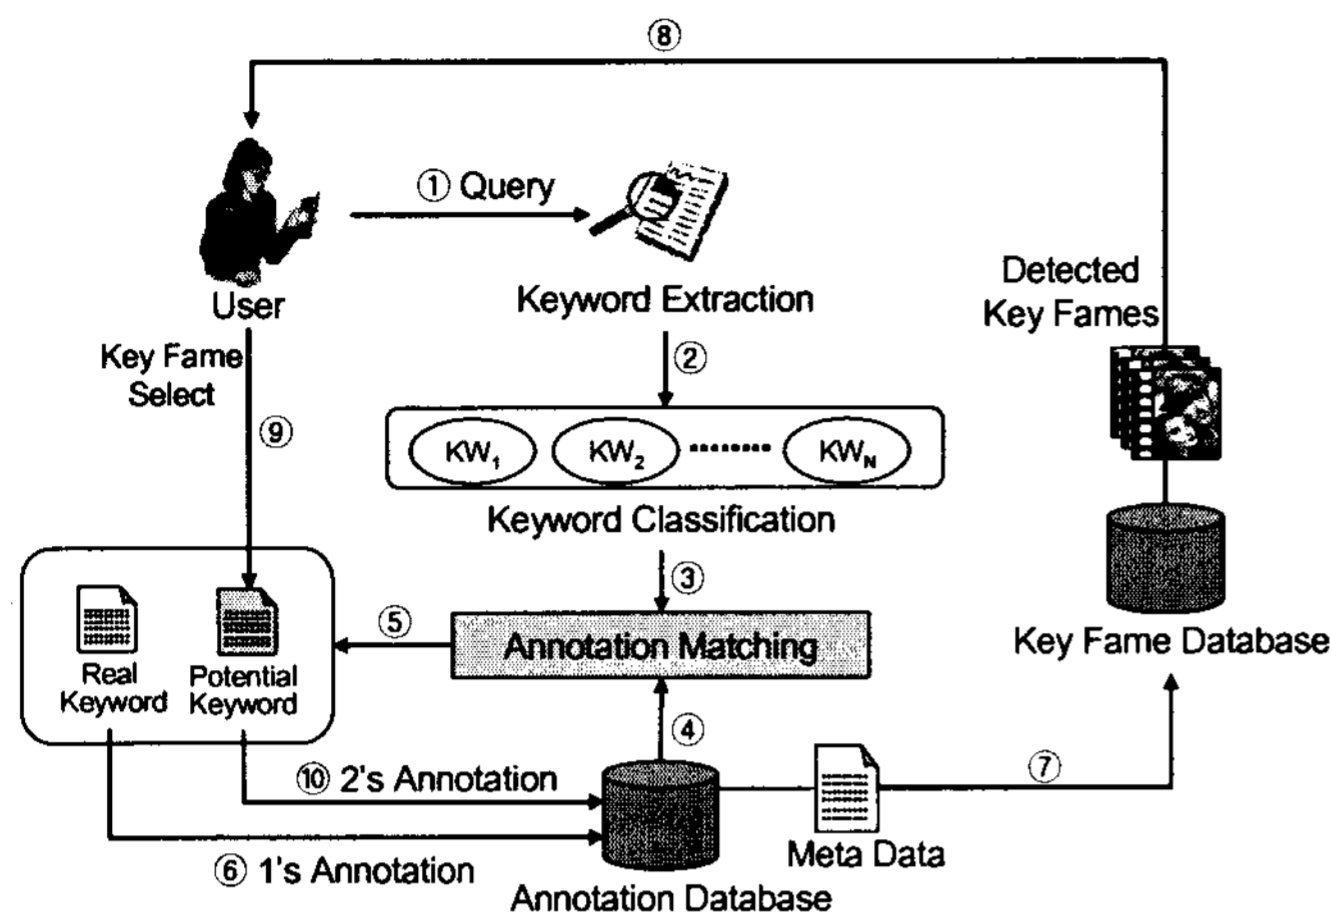 ⑧
① Query
User
Keyword Extraction
Detected
Key Fames
Key Fame
Select
②
⑨
KW1 KW2 ........ KWN
Keyword Classification
③
⑤
Annotation Matching
Key Fame Database
Real
Keyword
Potential
Keyword
④
⑦
⑩ 2's Annotation
Meta Data
⑥ 1's Annotation
Annotation Database